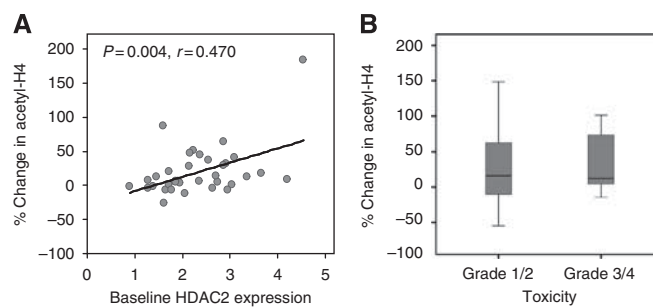 A
P=0.004, r=0.470
% Change in acetyl-H4
200
150
100
50
0
−50
−100
0 1 2 3 4 5
Baseline HDAC2 expression
B
% Change in acetyl-H4
200
150
100
50
0
−50
−100
Grade 1/2 Grade 3/4
Toxicity